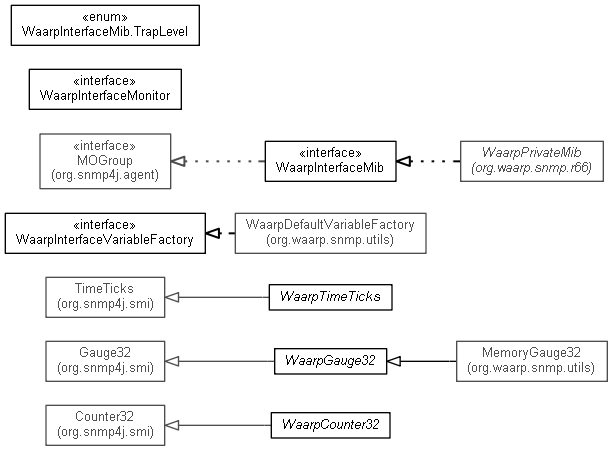 «enum»
WaarpInterfaceMib.TrapLevel
«interface»
WaarpInterfaceMonitor
«interface»
MOGroup
(org.snmp4j.agent)
«interface»
WaarpInterfaceMib
WaarpPrivateMib
(org.waarp.snmp.r66)
«interface»
WaarpInterfaceVariableFactory
WaarpDefaultVariableFactory
(org.waarp.snmp.utils)
TimeTicks
(org.snmp4j.smi)
WaarpTimeTicks
Gauge32
(org.snmp4j.smi)
WaarpGauge32
MemoryGauge32
(org.waarp.snmp.utils)
Counter32
(org.snmp4j.smi)
WaarpCounter32